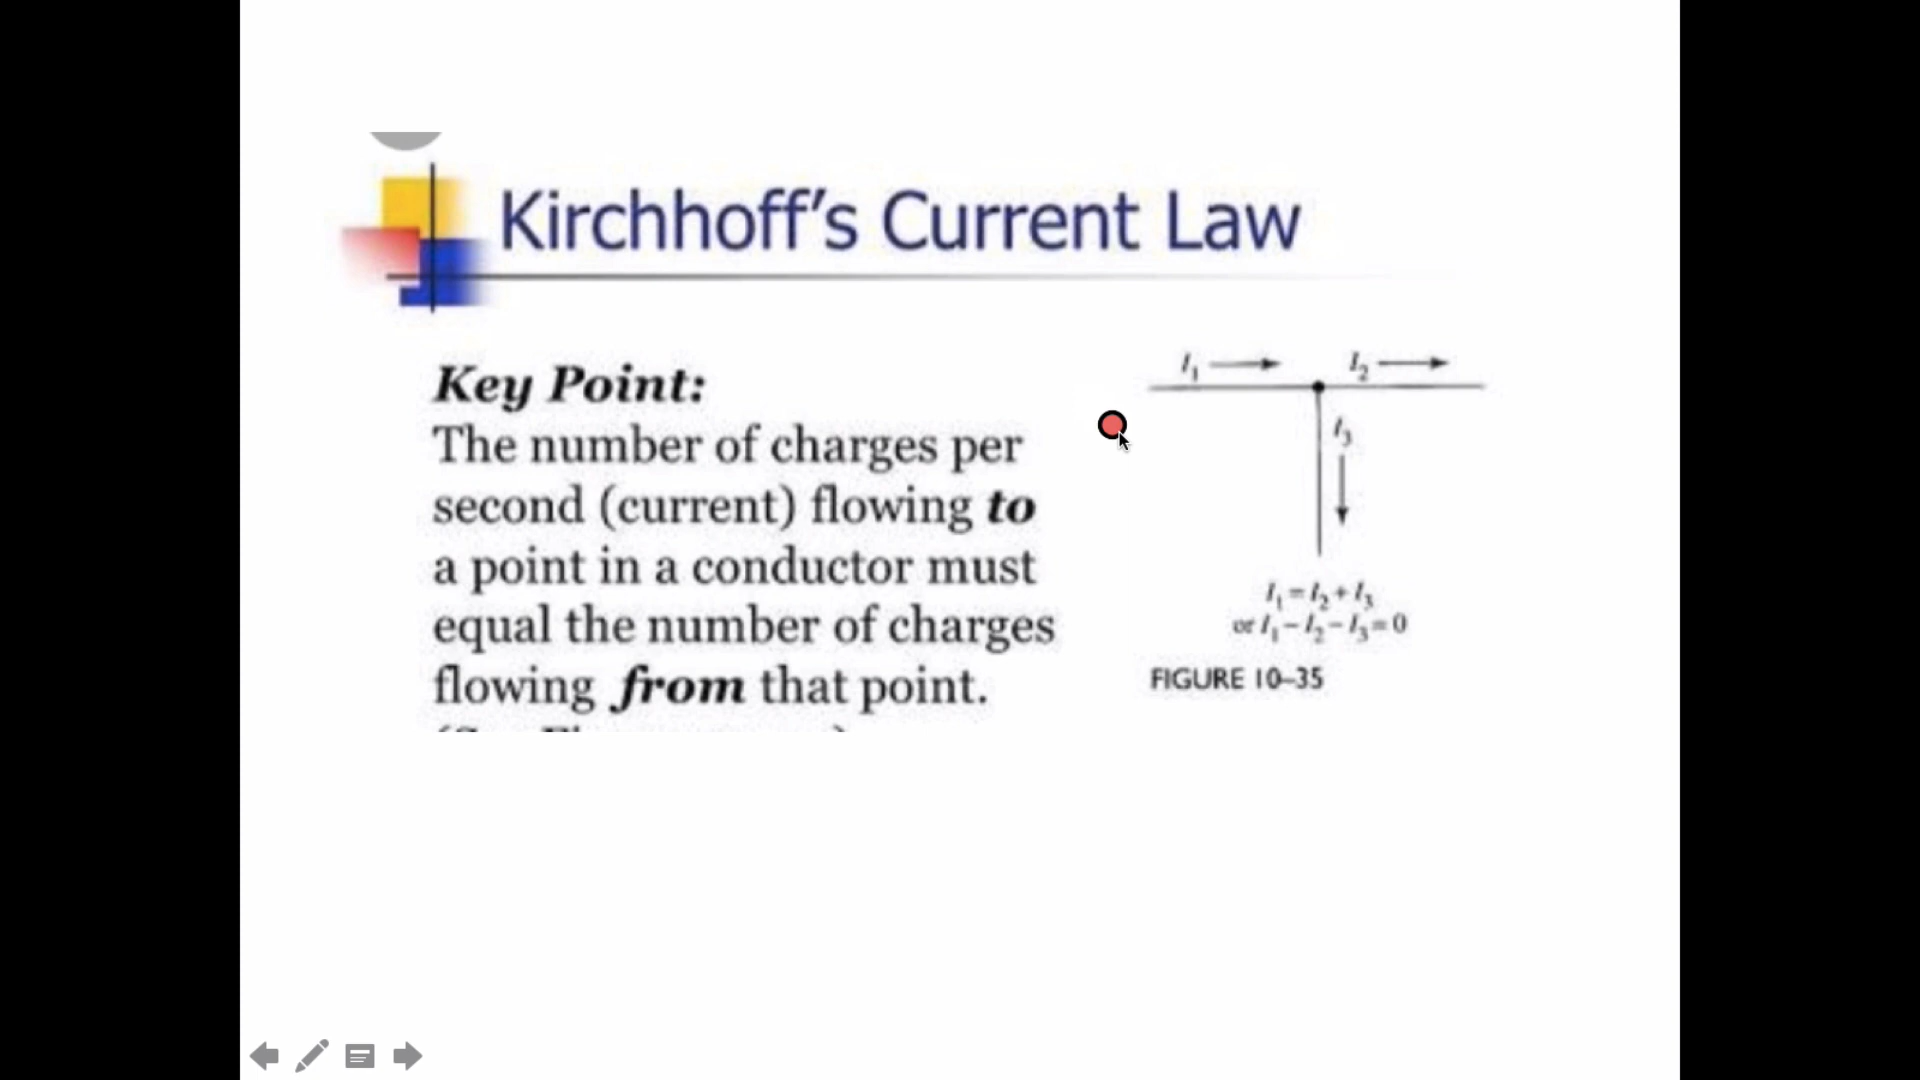 Kirchhoff's Current Law
Key Point:
The number of charges per
second (current) flowing to
a point in a conductor must
equal the number of charges
flowing from that point.
I₁ I₂
I₃
I₁ = I₂ + I₃
or I₁ − I₂ − I₃ = 0
FIGURE 10–35